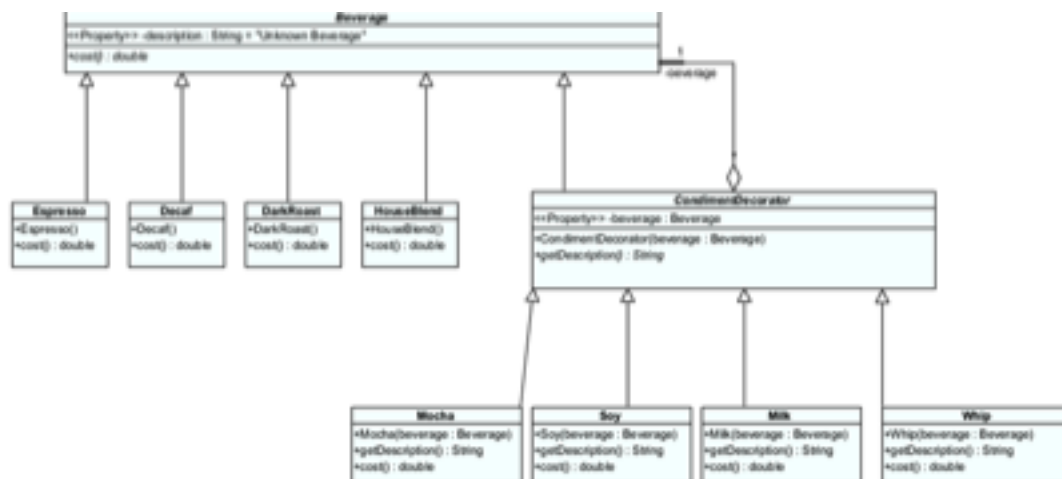 Beverage
<<Property>> -description : String = "Unknown Beverage"
+cost() : double
1
-beverage
Espresso
+Espresso()
+cost() : double
Decaf
+Decaf()
+cost() : double
DarkRoast
+DarkRoast()
+cost() : double
HouseBlend
+HouseBlend()
+cost() : double
CondimentDecorator
<<Property>> -beverage : Beverage
+CondimentDecorator(beverage : Beverage)
+getDescription() : String
Mocha
+Mocha(beverage : Beverage)
+getDescription() : String
+cost() : double
Soy
+Soy(beverage : Beverage)
+getDescription() : String
+cost() : double
Milk
+Milk(beverage : Beverage)
+getDescription() : String
+cost() : double
Whip
+Whip(beverage : Beverage)
+getDescription() : String
+cost() : double